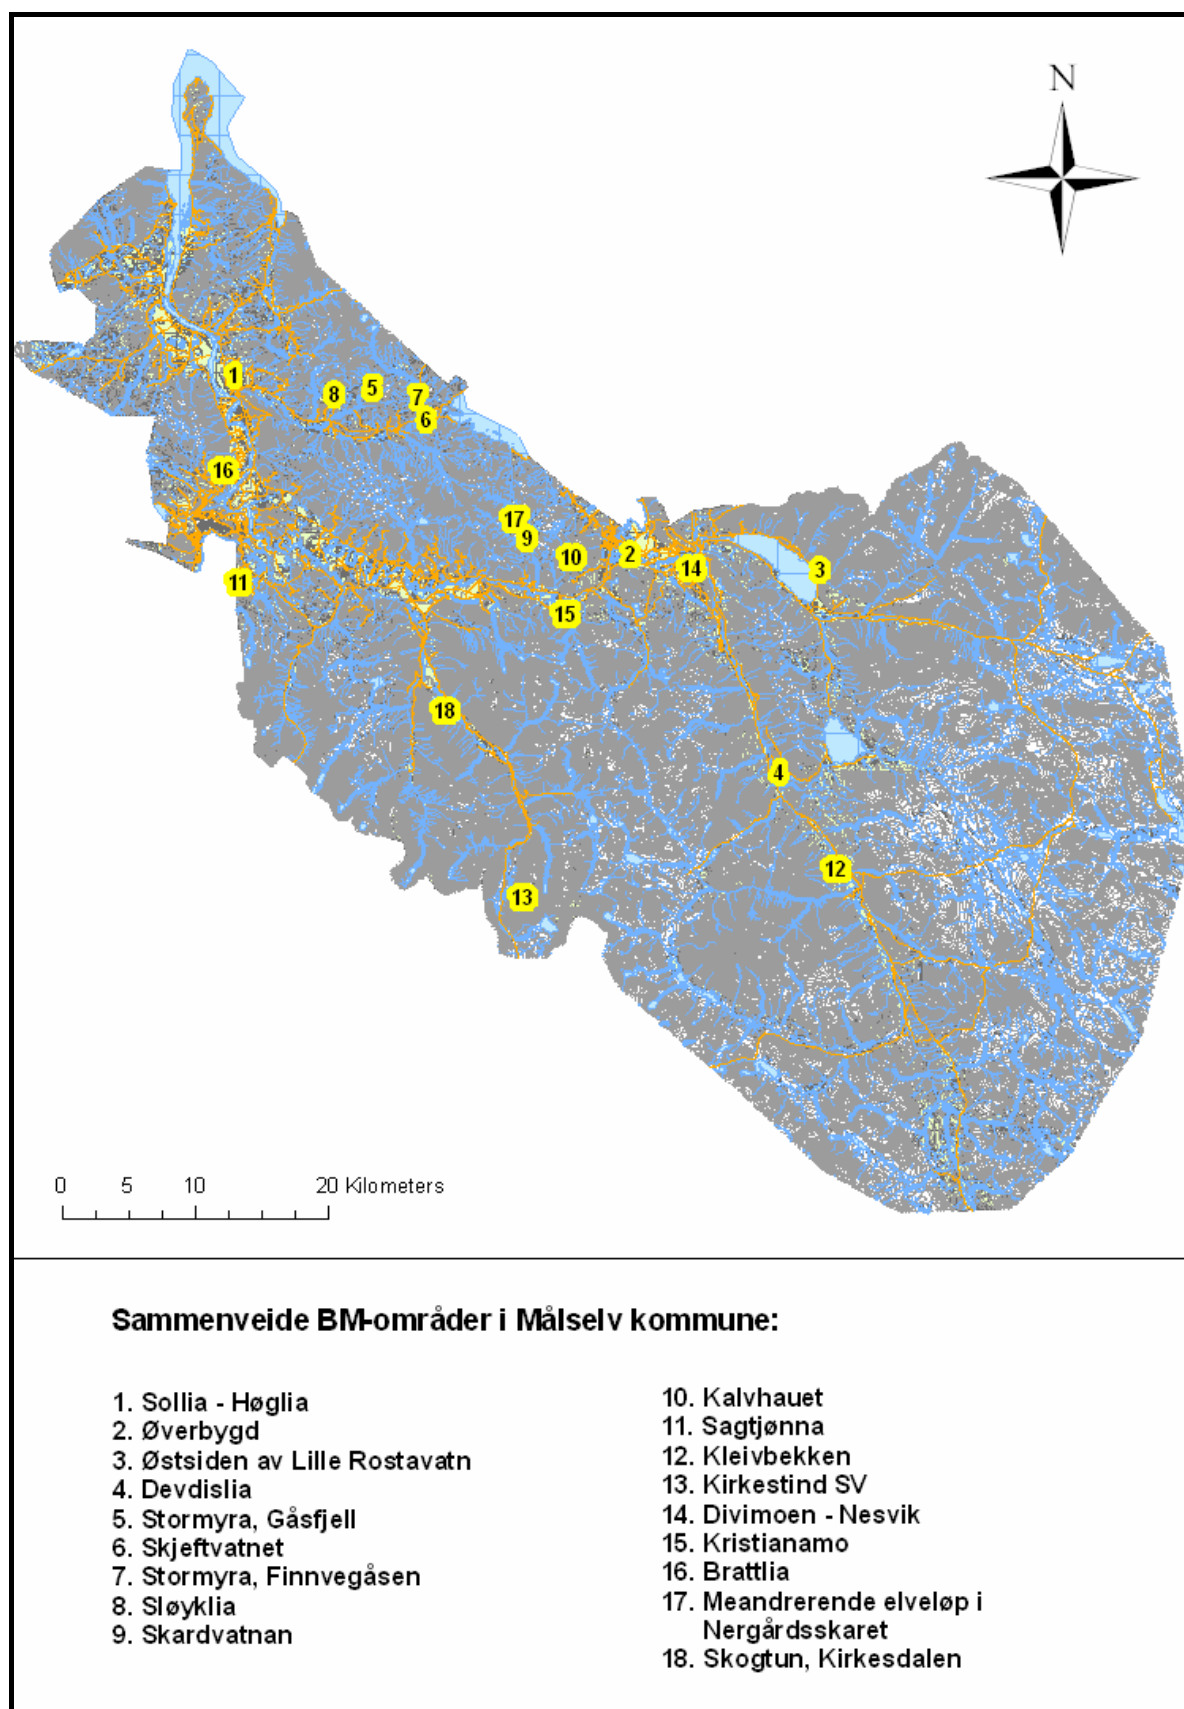 N
1
8
5
7
6
16
17
9
10
2
14
3
11
15
18
4
12
13
0 5 10 20 Kilometers
Sammenveide BM-områder i Målselv kommune:
1. Sollia - Høglia
2. Øverbygd
3. Østsiden av Lille Rostavatn
4. Devdislia
5. Stormyra, Gåsfjell
6. Skjeftvatnet
7. Stormyra, Finnvegåsen
8. Sløyklia
9. Skardvatnan
10. Kalvhauet
11. Sagtjønna
12. Kleivbekken
13. Kirkestind SV
14. Divimoen - Nesvik
15. Kristianamo
16. Brattlia
17. Meandrerende elveløp i
Nergårdsskaret
18. Skogtun, Kirkesdalen